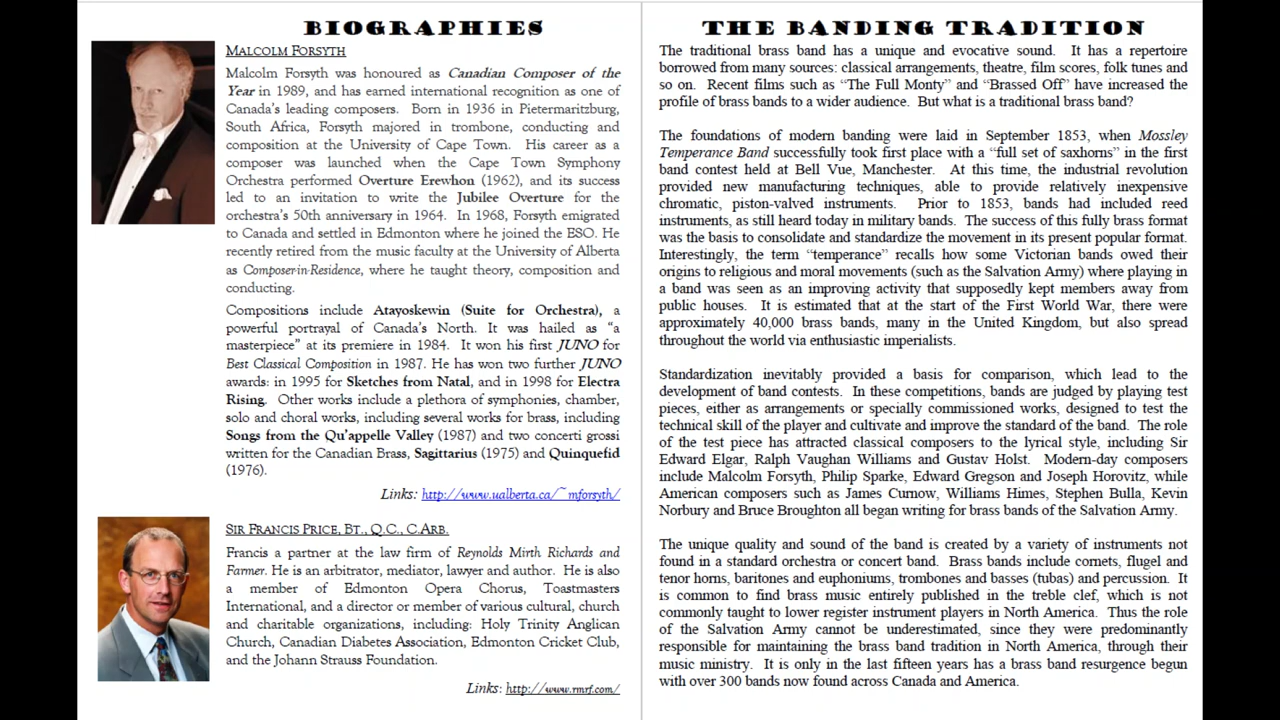 BIOGRAPHIES
MALCOLM FORSYTH
Malcolm Forsyth was honoured as Canadian Composer of the
Year in 1989, and has earned international recognition as one of
Canada's leading composers. Born in 1936 in Pietermaritzburg,
South Africa, Forsyth majored in trombone, conducting and
composition at the University of Cape Town. His career as a
composer was launched when the Cape Town Symphony
Orchestra performed Overture Erewhon (1962), and its success
led to an invitation to write the Jubilee Overture for the
orchestra's 50th anniversary in 1964. In 1968, Forsyth emigrated
to Canada and settled in Edmonton where he joined the ESO. He
recently retired from the music faculty at the University of Alberta
as Composer-in-Residence, where he taught theory, composition and
conducting.
Compositions include Atayoskewin (Suite for Orchestra), a
powerful portrayal of Canada's North. It was hailed as "a
masterpiece" at its premiere in 1984. It won his first JUNO for
Best Classical Composition in 1987. He has won two further JUNO
awards: in 1995 for Sketches from Natal, and in 1998 for Electra
Rising. Other works include a plethora of symphonies, chamber,
solo and choral works, including several works for brass, including
Songs from the Qu'appelle Valley (1987) and two concerti grossi
written for the Canadian Brass, Sagittarius (1975) and Quinquefid
(1976).
Links: http://www.ualberta.ca/~mforsyth/
SIR FRANCIS PRICE, BT., Q.C., C.ARB.
Francis a partner at the law firm of Reynolds Mirth Richards and
Farmer. He is an arbitrator, mediator, lawyer and author. He is also
a member of Edmonton Opera Chorus, Toastmasters
International, and a director or member of various cultural, church
and charitable organizations, including: Holy Trinity Anglican
Church, Canadian Diabetes Association, Edmonton Cricket Club,
and the Johann Strauss Foundation.
Links: http://www.rmrf.com/
THE BANDING TRADITION
The traditional brass band has a unique and evocative sound. It has a repertoire
borrowed from many sources: classical arrangements, theatre, film scores, folk tunes and
so on. Recent films such as "The Full Monty" and "Brassed Off" have increased the
profile of brass bands to a wider audience. But what is a traditional brass band?
The foundations of modern banding were laid in September 1853, when Mossley
Temperance Band successfully took first place with a "full set of saxhorns" in the first
band contest held at Bell Vue, Manchester. At this time, the industrial revolution
provided new manufacturing techniques, able to provide relatively inexpensive
chromatic, piston-valved instruments. Prior to 1853, bands had included reed
instruments, as still heard today in military bands. The success of this fully brass format
was the basis to consolidate and standardize the movement in its present popular format.
Interestingly, the term "temperance" recalls how some Victorian bands owed their
origins to religious and moral movements (such as the Salvation Army) where playing in
a band was seen as an improving activity that supposedly kept members away from
public houses. It is estimated that at the start of the First World War, there were
approximately 40,000 brass bands, many in the United Kingdom, but also spread
throughout the world via enthusiastic imperialists.
Standardization inevitably provided a basis for comparison, which lead to the
development of band contests. In these competitions, bands are judged by playing test
pieces, either as arrangements or specially commissioned works, designed to test the
technical skill of the player and cultivate and improve the standard of the band. The role
of the test piece has attracted classical composers to the lyrical style, including Sir
Edward Elgar, Ralph Vaughan Williams and Gustav Holst. Modern-day composers
include Malcolm Forsyth, Philip Sparke, Edward Gregson and Joseph Horovitz, while
American composers such as James Curnow, Williams Himes, Stephen Bulla, Kevin
Norbury and Bruce Broughton all began writing for brass bands of the Salvation Army.
The unique quality and sound of the band is created by a variety of instruments not
found in a standard orchestra or concert band. Brass bands include cornets, flugel and
tenor horns, baritones and euphoniums, trombones and basses (tubas) and percussion. It
is common to find brass music entirely published in the treble clef, which is not
commonly taught to lower register instrument players in North America. Thus the role
of the Salvation Army cannot be underestimated, since they were predominantly
responsible for maintaining the brass band tradition in North America, through their
music ministry. It is only in the last fifteen years has a brass band resurgence begun
with over 300 bands now found across Canada and America.